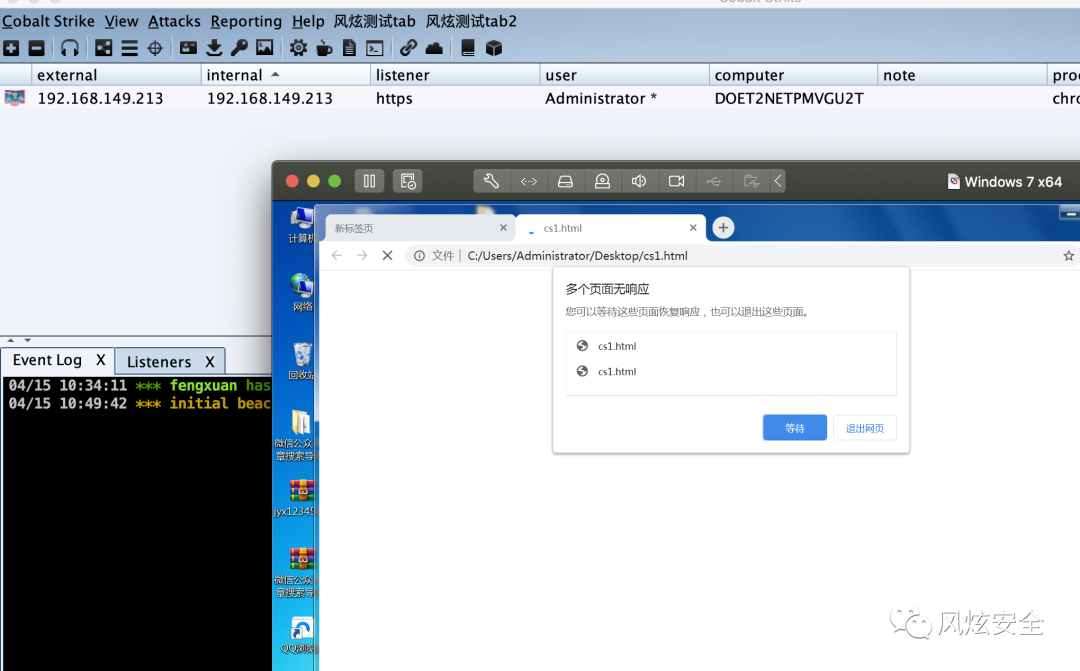 Cobalt Strike
Cobalt Strike View Attacks Reporting Help 风炫测试tab 风炫测试tab2
external internal listener user computer note
192.168.149.213 192.168.149.213 https Administrator * DOET2NETPMVGU2T
Windows 7 x64
计算机
新标签页 cs1.html
文件 C:/Users/Administrator/Desktop/cs1.html
多个页面无响应
您可以等待这些页面恢复响应，也可以退出这些页面。
cs1.html
cs1.html
等待 退出网页
网络
回收站
微信公众
章搜索导
jyx12345
微信公众
章搜索导
QQ浏览
Event Log X Listeners X
04/15 10:34:11 *** fengxuan has
04/15 10:49:42 *** initial beac
风炫安全